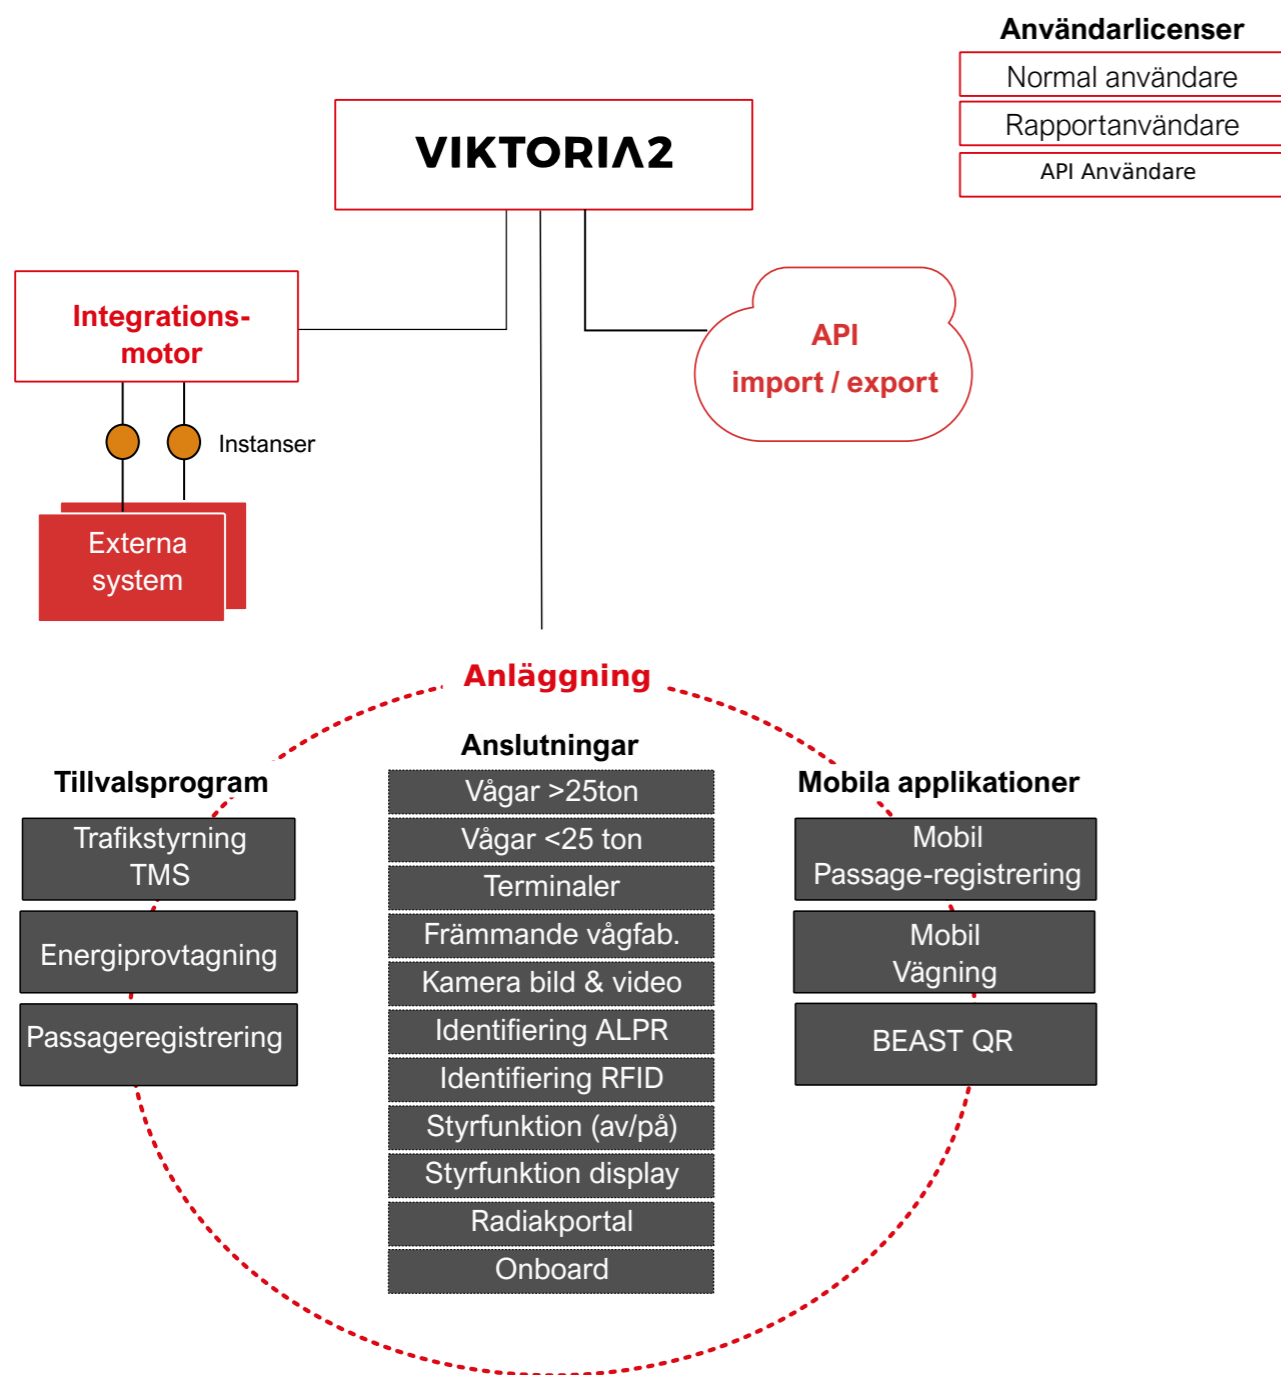 Användarlicenser
Normal användare
Rapportanvändare
API Användare
VIKTORIA2
Integrations-
motor
API
import / export
Instanser
Externa
system
Anläggning
Anslutningar
Vågar >25ton
Vågar <25 ton
Terminaler
Främmande vågfab.
Kamera bild & video
Identifiering ALPR
Identifiering RFID
Styrfunktion (av/på)
Styrfunktion display
Radiakportal
Onboard
Tillvalsprogram
Trafikstyrning
TMS
Energiprovtagning
Passageregistrering
Mobila applikationer
Mobil
Passage-registrering
Mobil
Vägning
BEAST QR